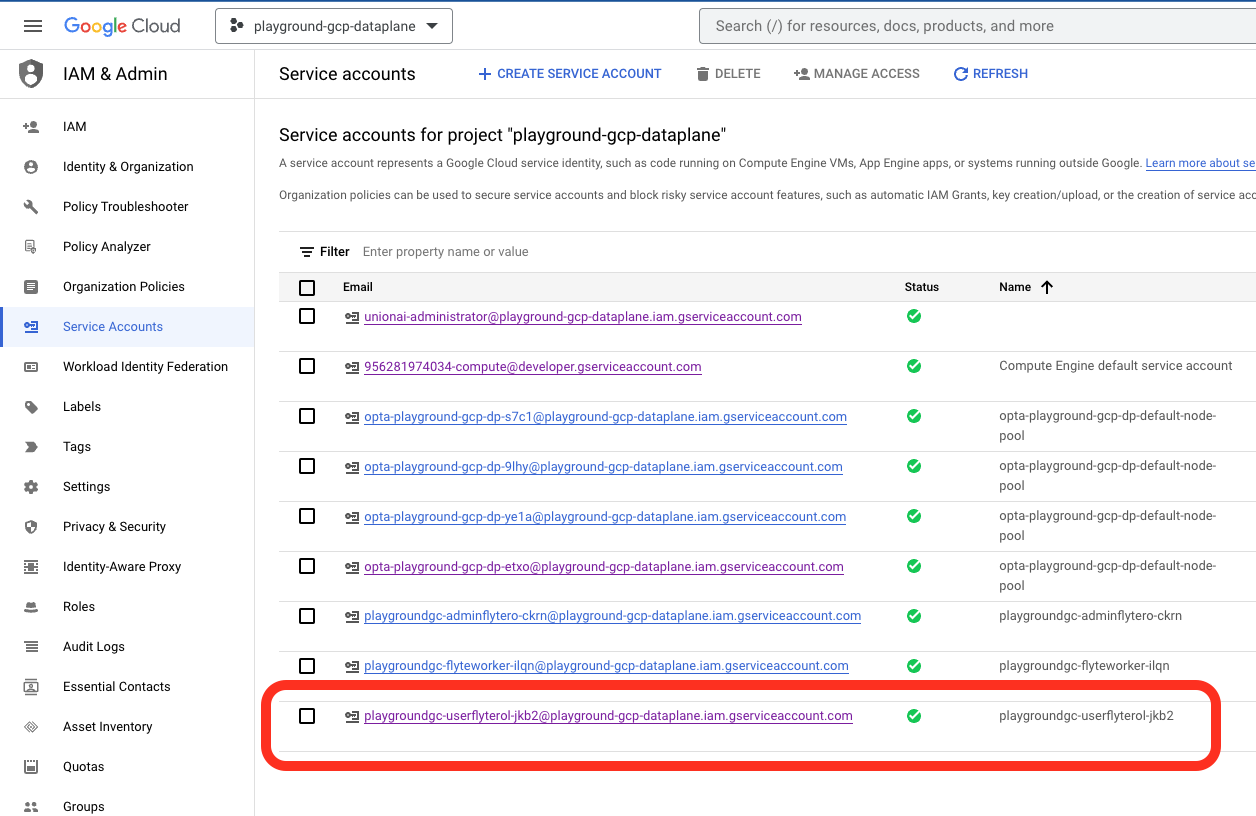 Google Cloud
playground-gcp-dataplane
Search (/) for resources, docs, products, and more
IAM & Admin
Service accounts
CREATE SERVICE ACCOUNT
DELETE
MANAGE ACCESS
REFRESH
IAM
Identity & Organization
Policy Troubleshooter
Policy Analyzer
Organization Policies
Service Accounts
Workload Identity Federation
Labels
Tags
Settings
Privacy & Security
Identity-Aware Proxy
Roles
Audit Logs
Essential Contacts
Asset Inventory
Quotas
Groups
Service accounts for project "playground-gcp-dataplane"
A service account represents a Google Cloud service identity, such as code running on Compute Engine VMs, App Engine apps, or systems running outside Google. Learn more about se
Organization policies can be used to secure service accounts and block risky service account features, such as automatic IAM Grants, key creation/upload, or the creation of service acc
Filter Enter property name or value
Email Status Name
unionai-administrator@playground-gcp-dataplane.iam.gserviceaccount.com
956281974034-compute@developer.gserviceaccount.com Compute Engine default service account
opta-playground-gcp-dp-s7c1@playground-gcp-dataplane.iam.gserviceaccount.com opta-playground-gcp-dp-default-node-
pool
opta-playground-gcp-dp-9lhy@playground-gcp-dataplane.iam.gserviceaccount.com opta-playground-gcp-dp-default-node-
pool
opta-playground-gcp-dp-ye1a@playground-gcp-dataplane.iam.gserviceaccount.com opta-playground-gcp-dp-default-node-
pool
opta-playground-gcp-dp-etxo@playground-gcp-dataplane.iam.gserviceaccount.com opta-playground-gcp-dp-default-node-
pool
playgroundgc-adminflytero-ckrn@playground-gcp-dataplane.iam.gserviceaccount.com playgroundgc-adminflytero-ckrn
playgroundgc-flyteworker-ilqn@playground-gcp-dataplane.iam.gserviceaccount.com playgroundgc-flyteworker-ilqn
playgroundgc-userflyterol-jkb2@playground-gcp-dataplane.iam.gserviceaccount.com playgroundgc-userflyterol-jkb2